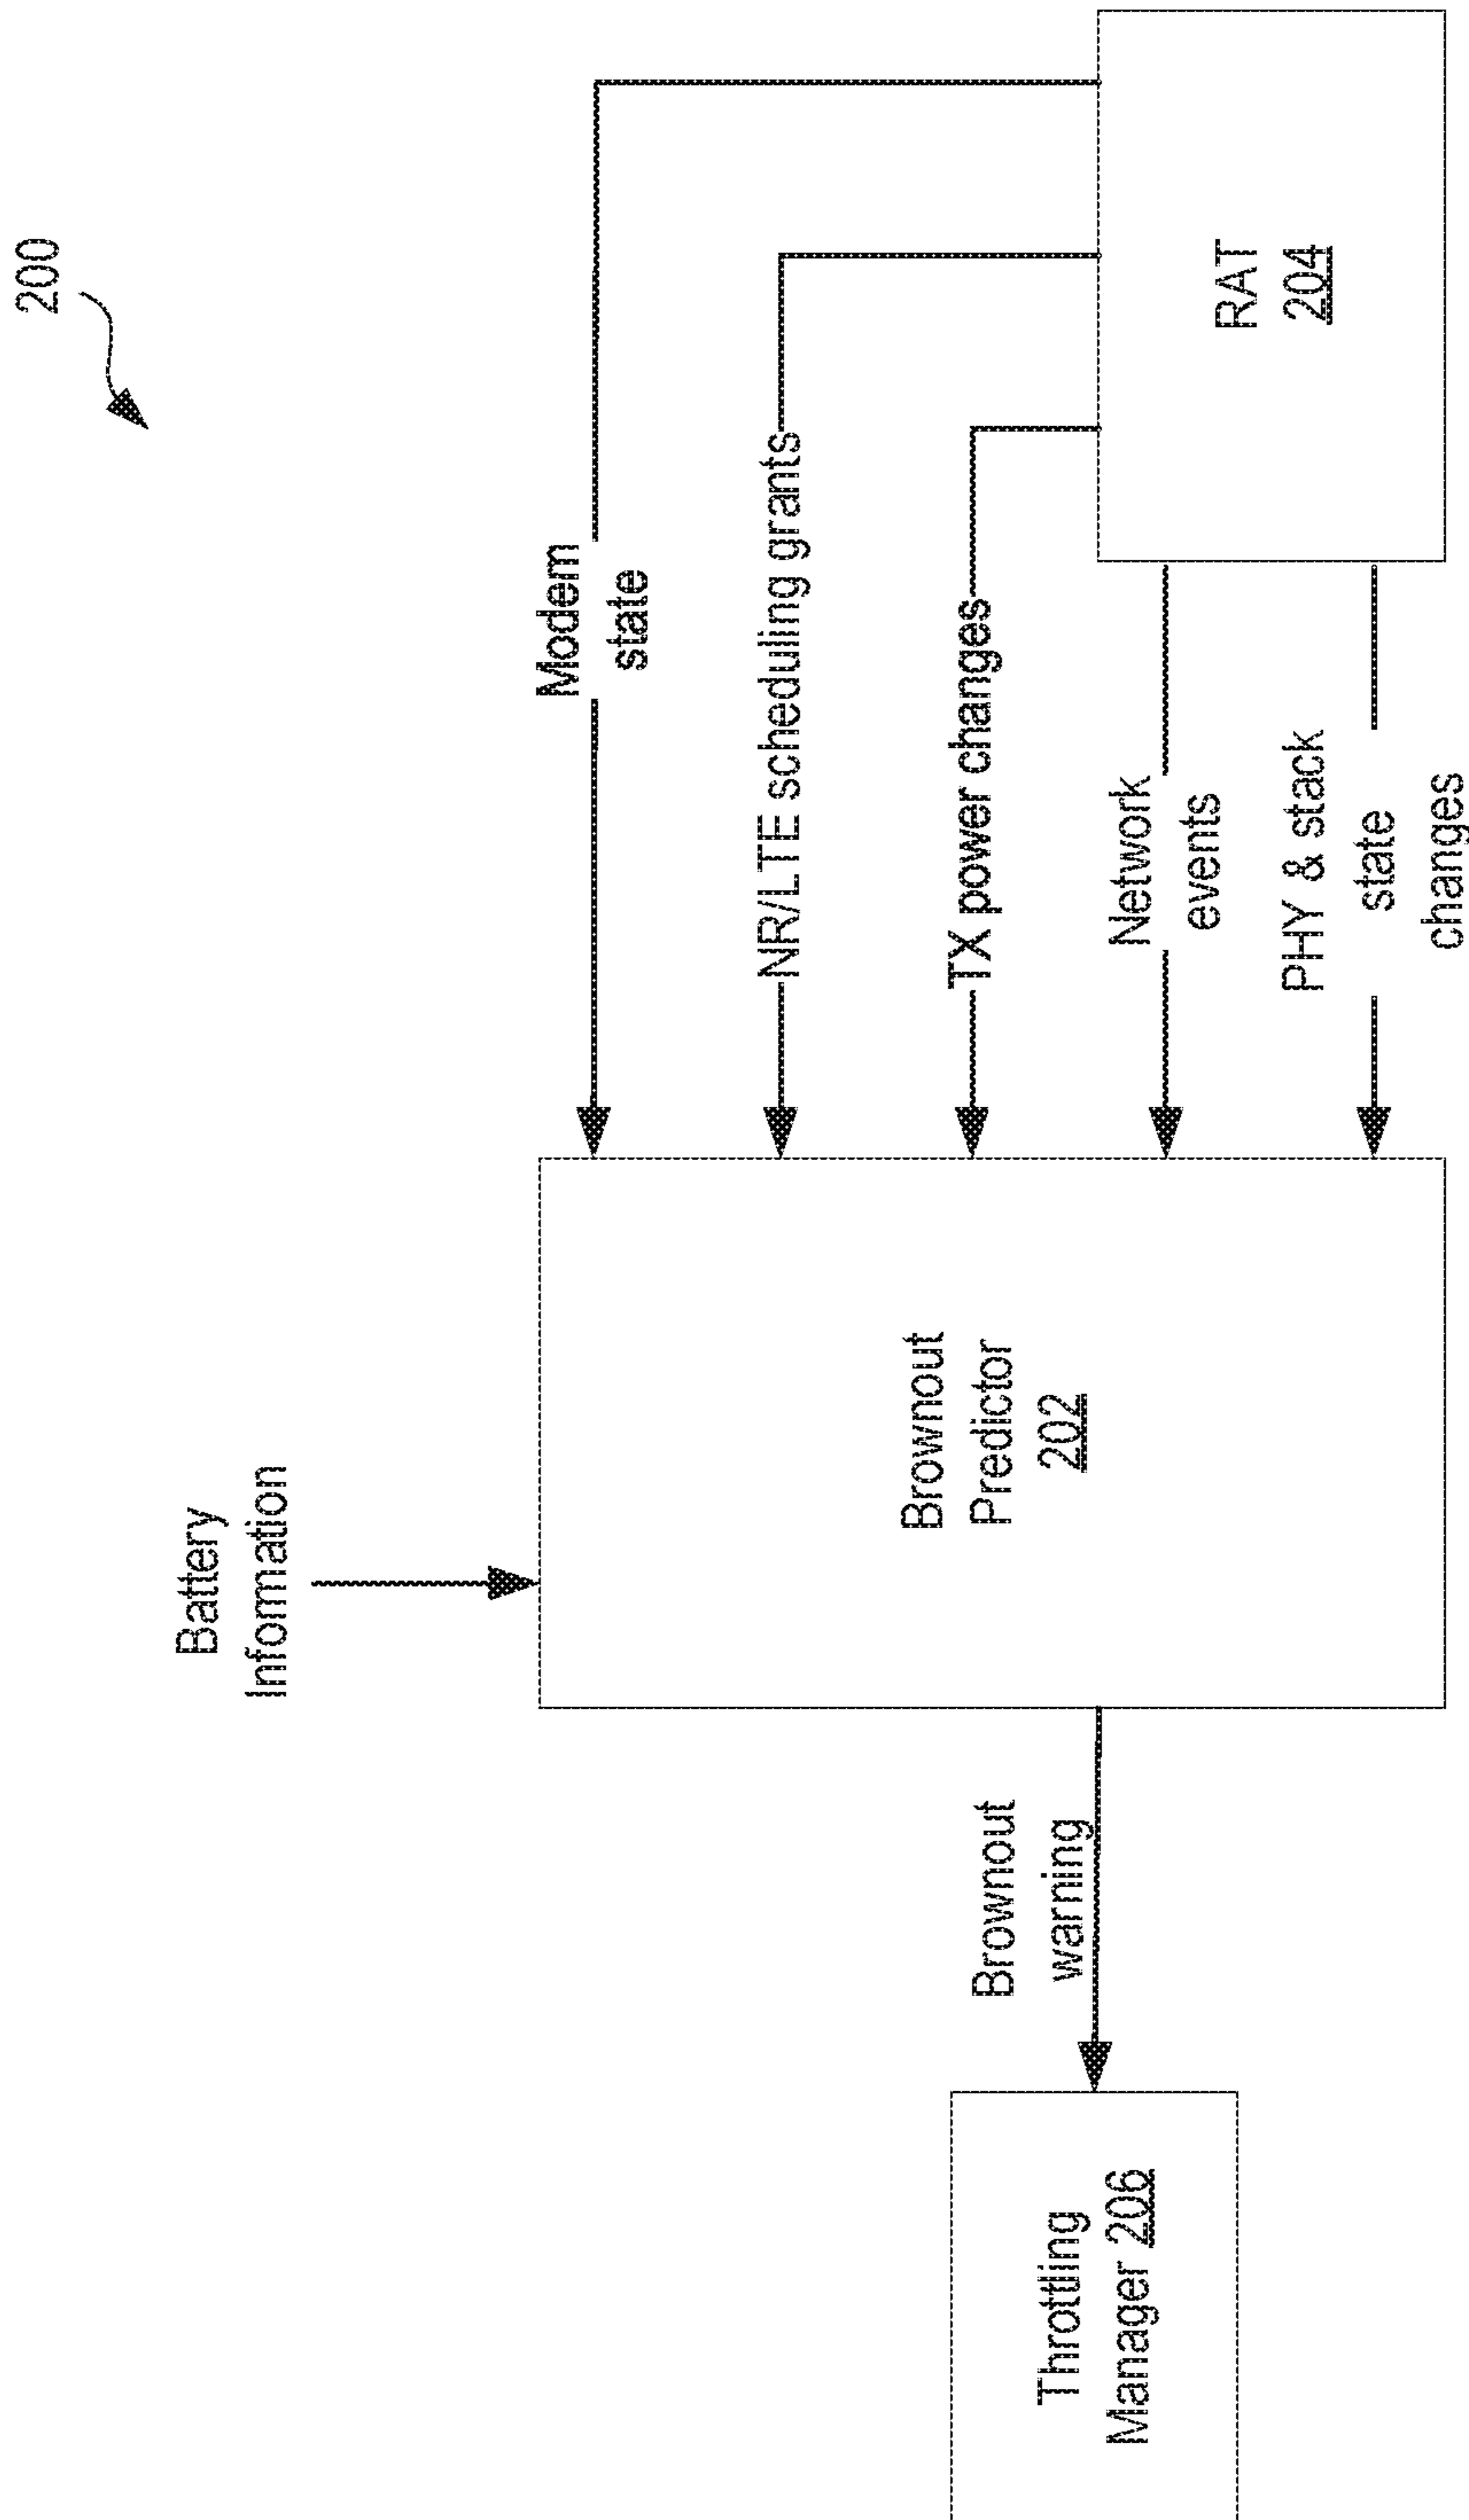 200
Battery
Information
Modem
state
NR/LTE scheduling grants
TX power changes
Network
events
PHY & stack
state
changes
RAT
204
Brownout
Predictor
202
Brownout
warning
Throttling
Manager 206